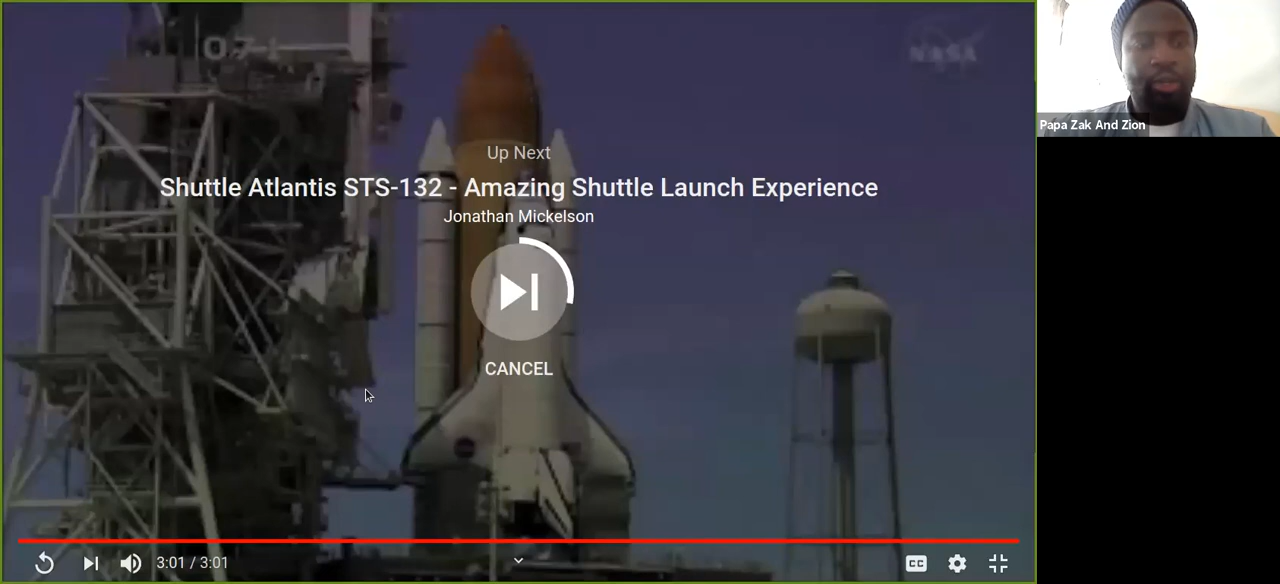 NASA
Up Next
Shuttle Atlantis STS-132 - Amazing Shuttle Launch Experience
Jonathan Mickelson
CANCEL
3:01 / 3:01
CC
Papa Zak And Zion